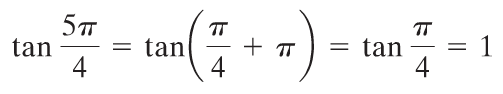 tan 5π/4 = tan(π/4 + π) = tan π/4 = 1